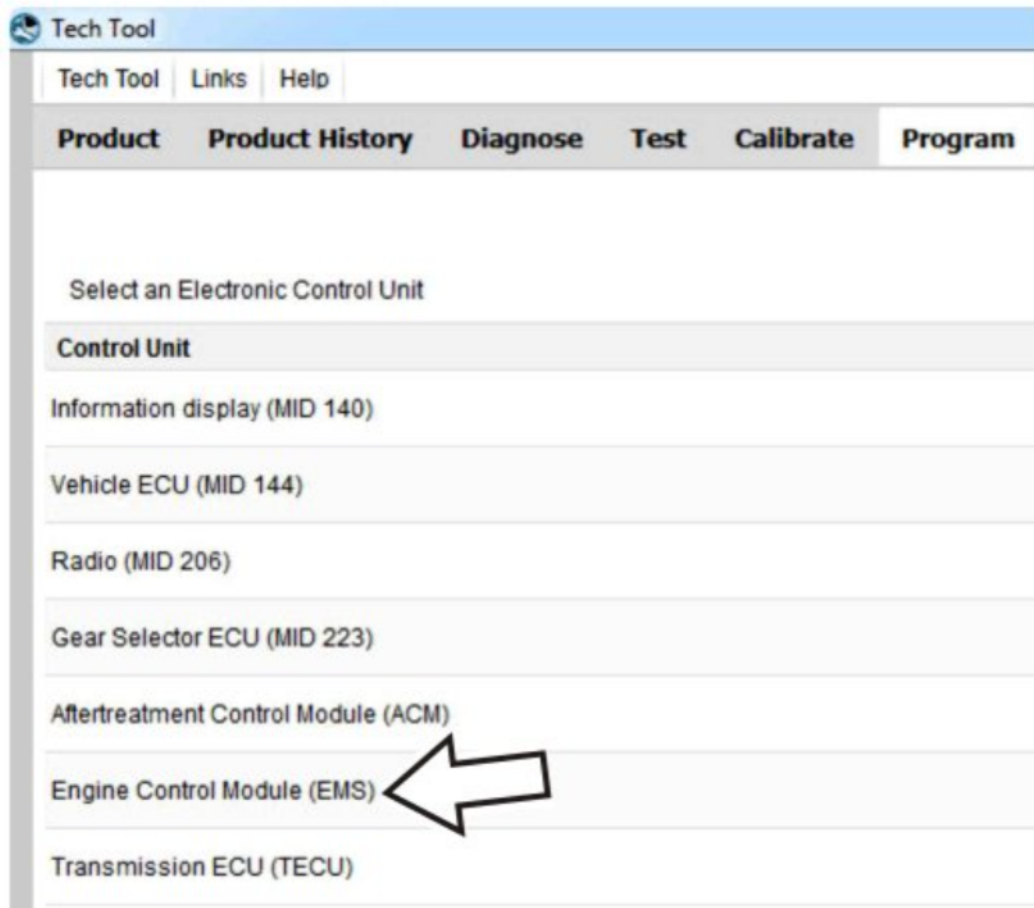 Tech Tool
Tech Tool Links Help
Product Product History Diagnose Test Calibrate Program
Select an Electronic Control Unit
Control Unit
Information display (MID 140)
Vehicle ECU (MID 144)
Radio (MID 206)
Gear Selector ECU (MID 223)
Aftertreatment Control Module (ACM)
Engine Control Module (EMS)
Transmission ECU (TECU)